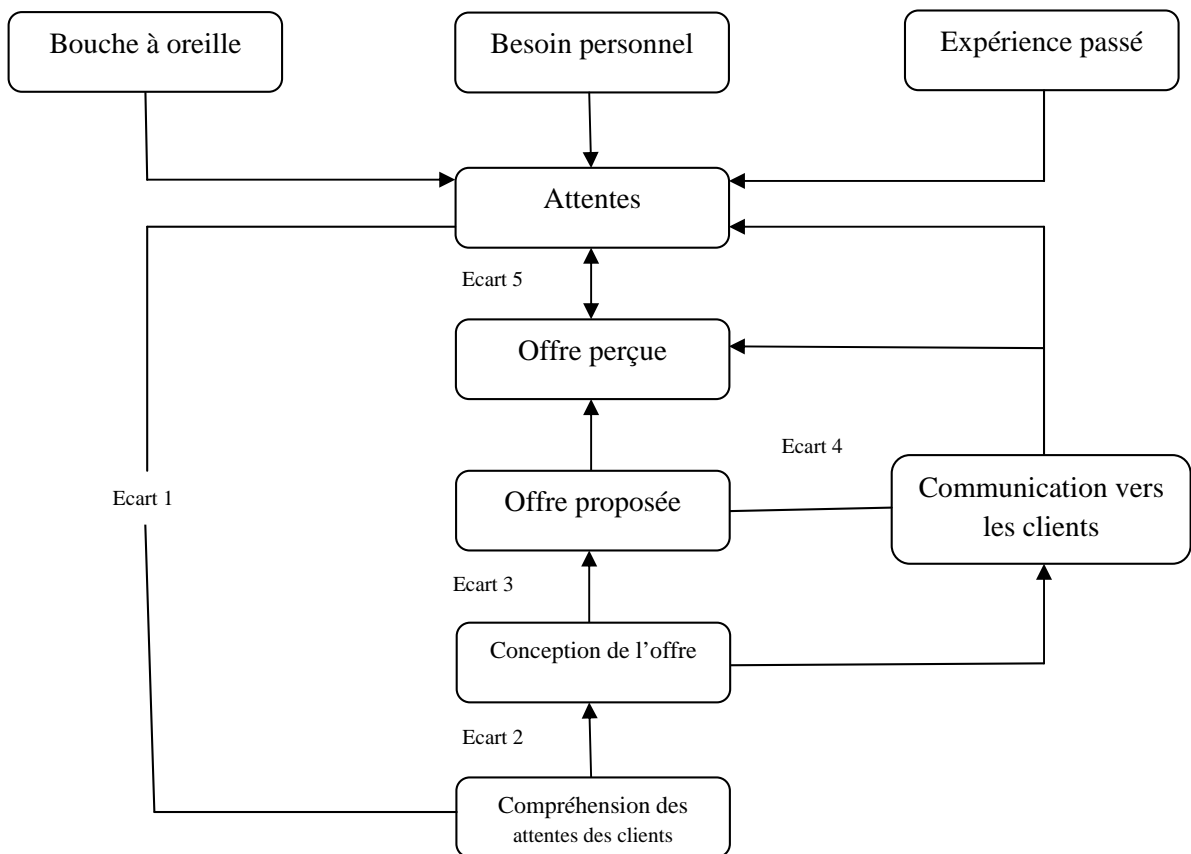 Bouche à oreille
Besoin personnel
Expérience passé
Attentes
Ecart 5
Offre perçue
Ecart 4
Ecart 1
Offre proposée
Communication vers
les clients
Ecart 3
Conception de l’offre
Ecart 2
Compréhension des
attentes des clients